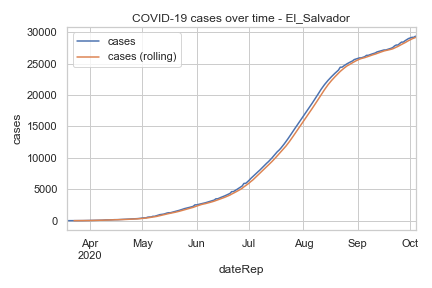 COVID-19 cases over time - El_Salvador
cases
cases (rolling)
cases
30000
25000
20000
15000
10000
5000
0
Apr May Jun Jul Aug Sep Oct
2020
dateRep